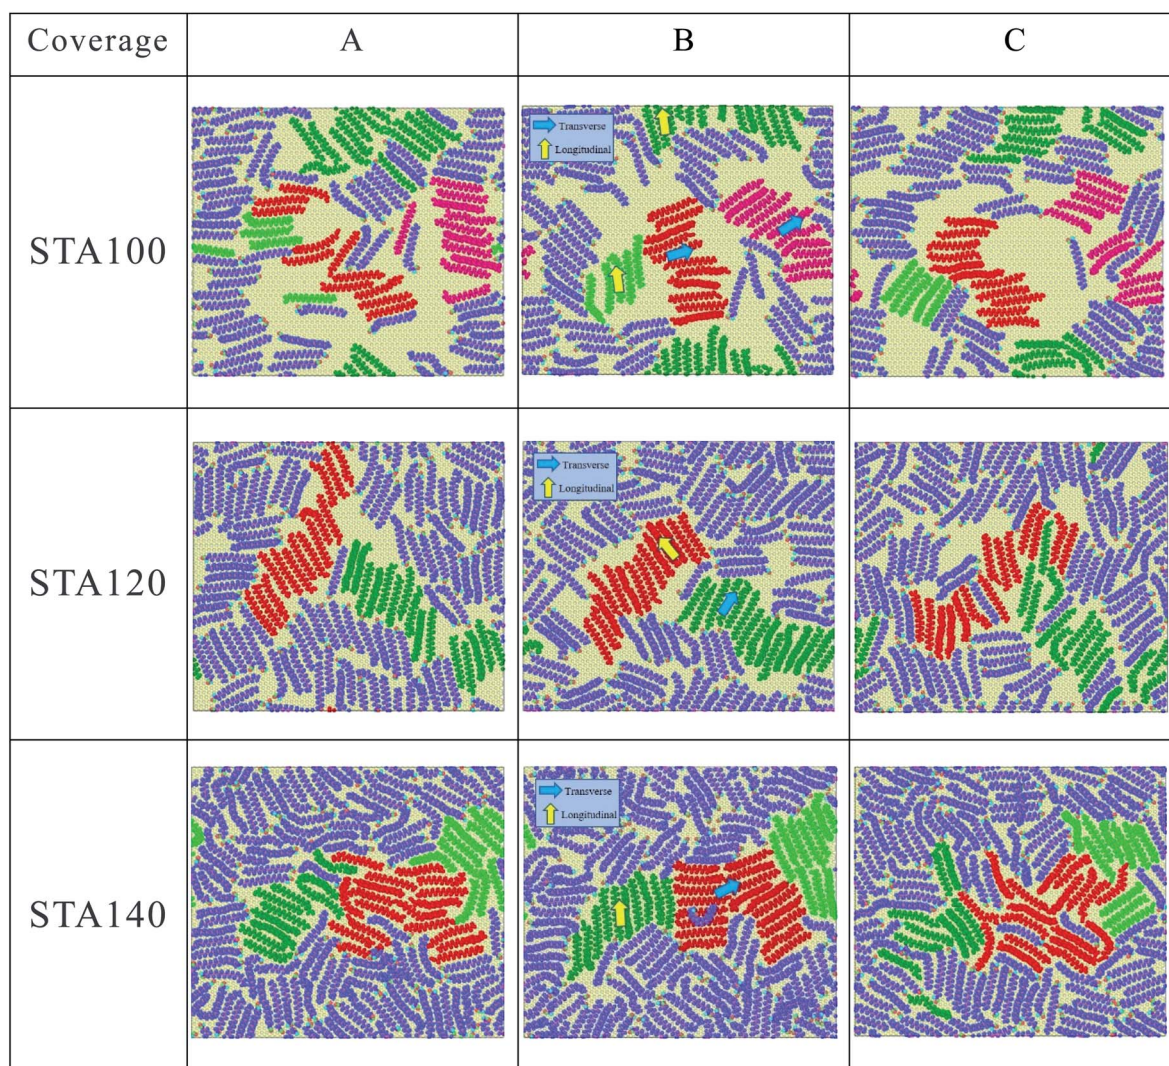 Coverage A B C
STA100
Transverse
Longitudinal
STA120
Transverse
Longitudinal
STA140
Transverse
Longitudinal